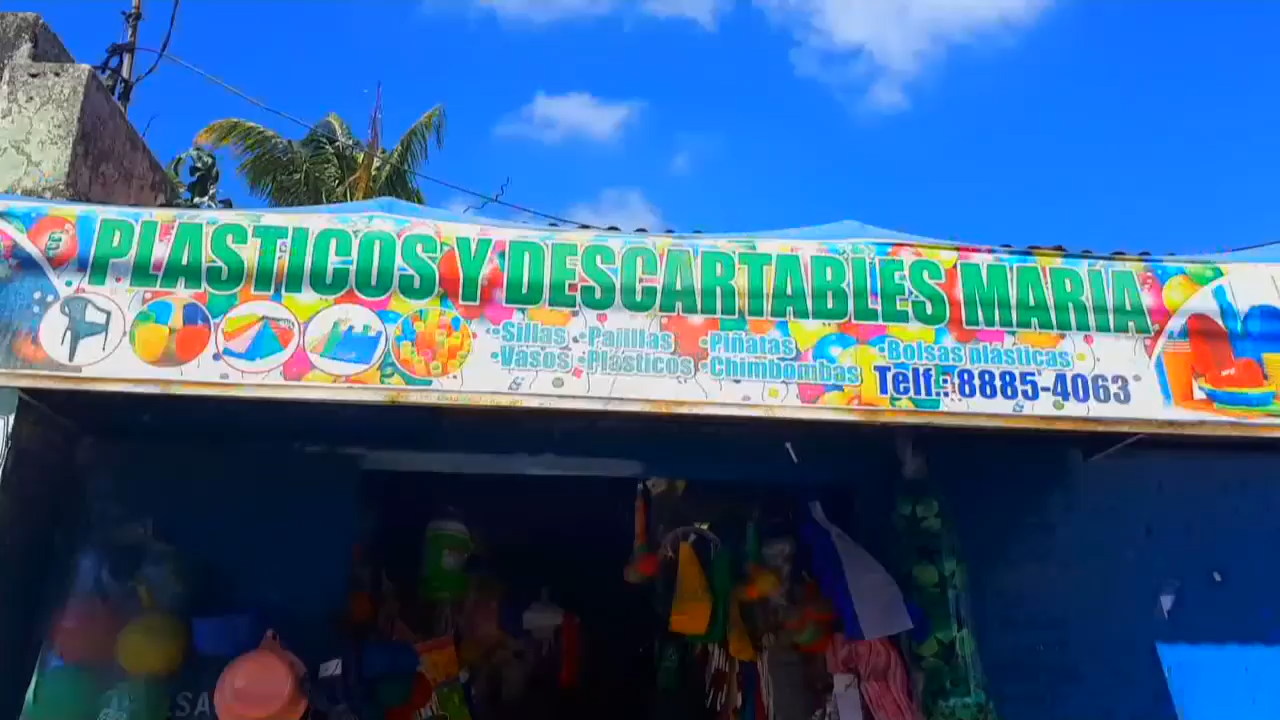 PLASTICOS Y DESCARTABLES MARIA
•Sillas •Pajillas •Piñatas •Bolsas plasticas
•Vasos •Plasticos •Chimbombas
Telf.: 8885-4063